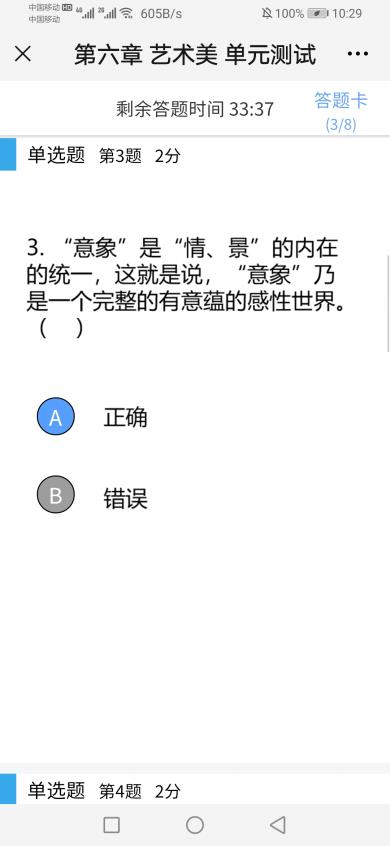 中国移动 HD 46 26 605B/s 100% 10:29
中国移动
第六章 艺术美 单元测试
剩余答题时间 33:37
答题卡
(3/8)
单选题 第3题 2分
3. “意象”是“情、景”的内在
的统一，这就是说，“意象”乃
是一个完整的有意蕴的感性世界。
（ ）
A 正确
B 错误
单选题 第4题 2分